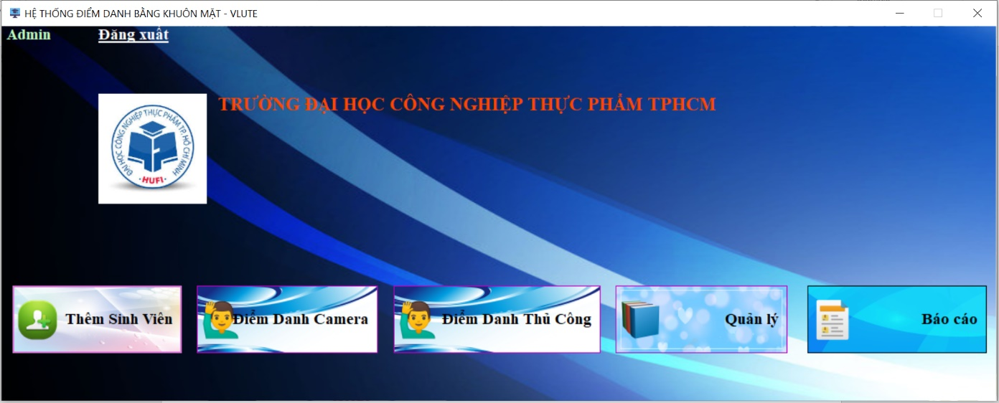 HỆ THỐNG ĐIỂM DANH BẰNG KHUÔN MẶT - VLUTE
Admin Đăng xuất
TRƯỜNG ĐẠI HỌC CÔNG NGHIỆP THỰC PHẨM TPHCM
ĐẠI HỌC CÔNG NGHIỆP THỰC PHẨM TP. HỒ CHÍ MINH
· HUFI ·
Thêm Sinh Viên Điểm Danh Camera Điểm Danh Thủ Công Quản lý Báo cáo